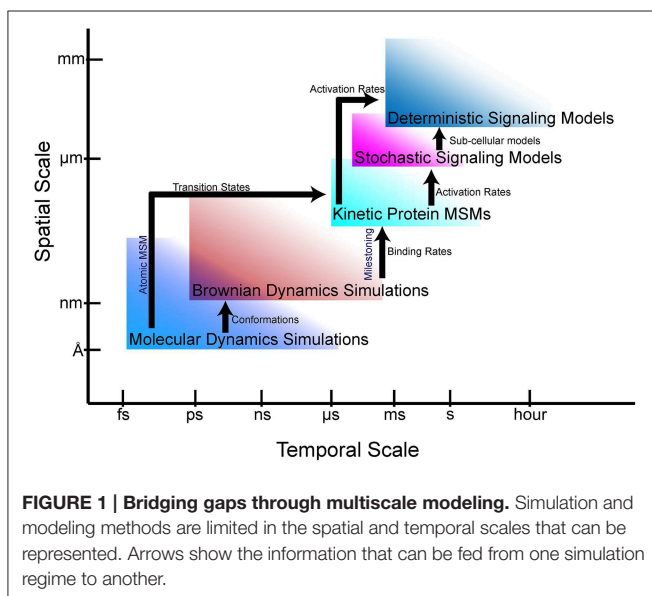 mm
Activation Rates
Deterministic Signaling Models
Sub-cellular models
µm
Stochastic Signaling Models
Transition States
Activation Rates
Kinetic Protein MSMs
Spatial Scale
Atomic MSM
Milestoning
Binding Rates
Brownian Dynamics Simulations
nm
Conformations
Molecular Dynamics Simulations
Å
fs ps ns µs ms s hour
Temporal Scale
FIGURE 1 | Bridging gaps through multiscale modeling. Simulation and
modeling methods are limited in the spatial and temporal scales that can be
represented. Arrows show the information that can be fed from one simulation
regime to another.